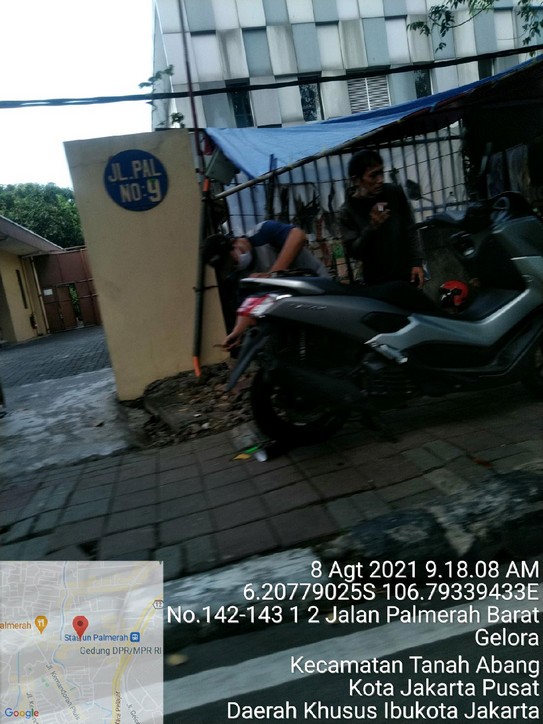 JL.PAL
NO:9
8 Agt 2021 9.18.08 AM
6.20779025S 106.79339433E
No.142-143 1 2 Jalan Palmerah Barat
Gelora
Kecamatan Tanah Abang
Kota Jakarta Pusat
Daerah Khusus Ibukota Jakarta
almerah
Stasiun Palmerah
Gedung DPR/MPR RI
Google